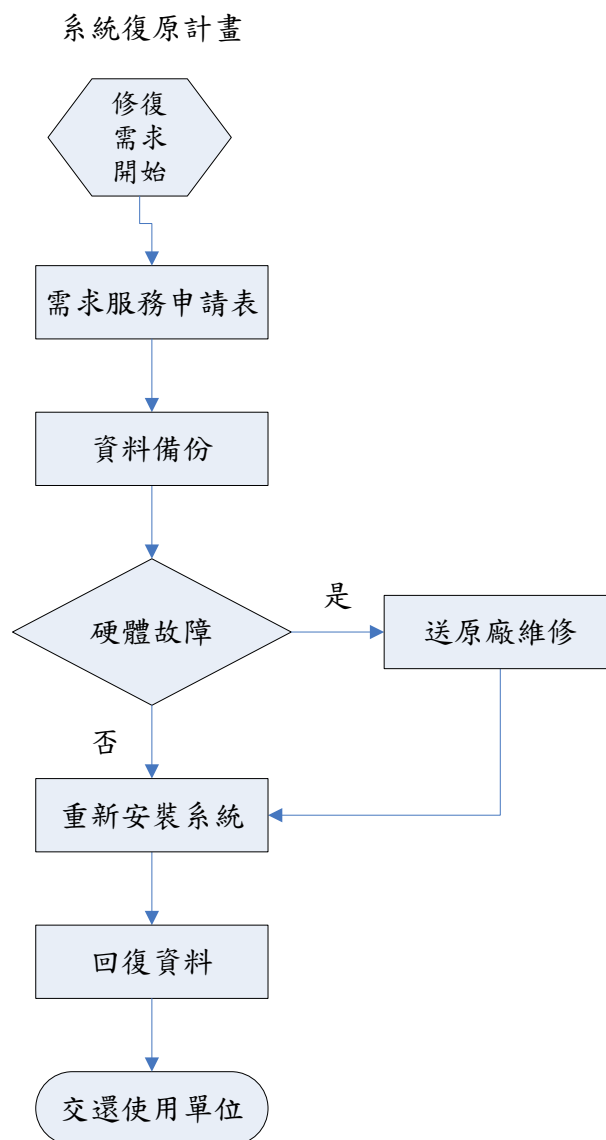 系統復原計畫
修復
需求
開始
需求服務申請表
資料備份
硬體故障
是
送原廠維修
否
重新安裝系統
回復資料
交還使用單位